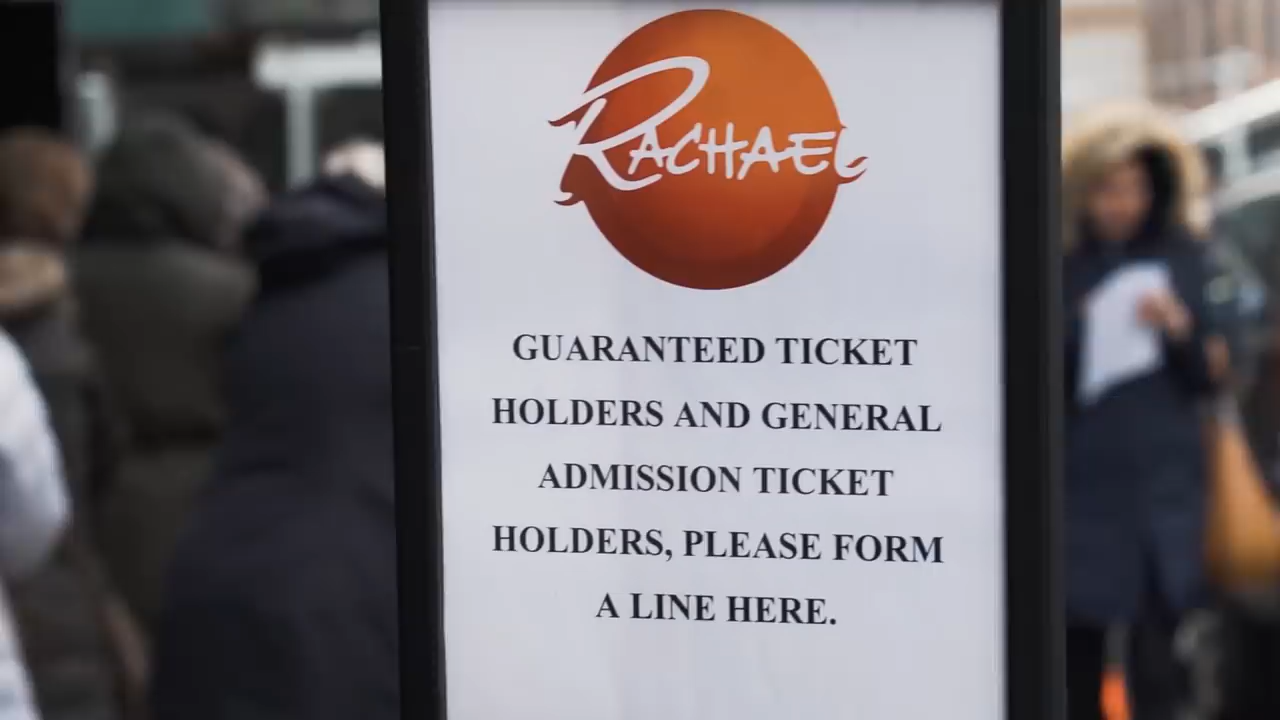 RACHAEL
GUARANTEED TICKET
HOLDERS AND GENERAL
ADMISSION TICKET
HOLDERS, PLEASE FORM
A LINE HERE.